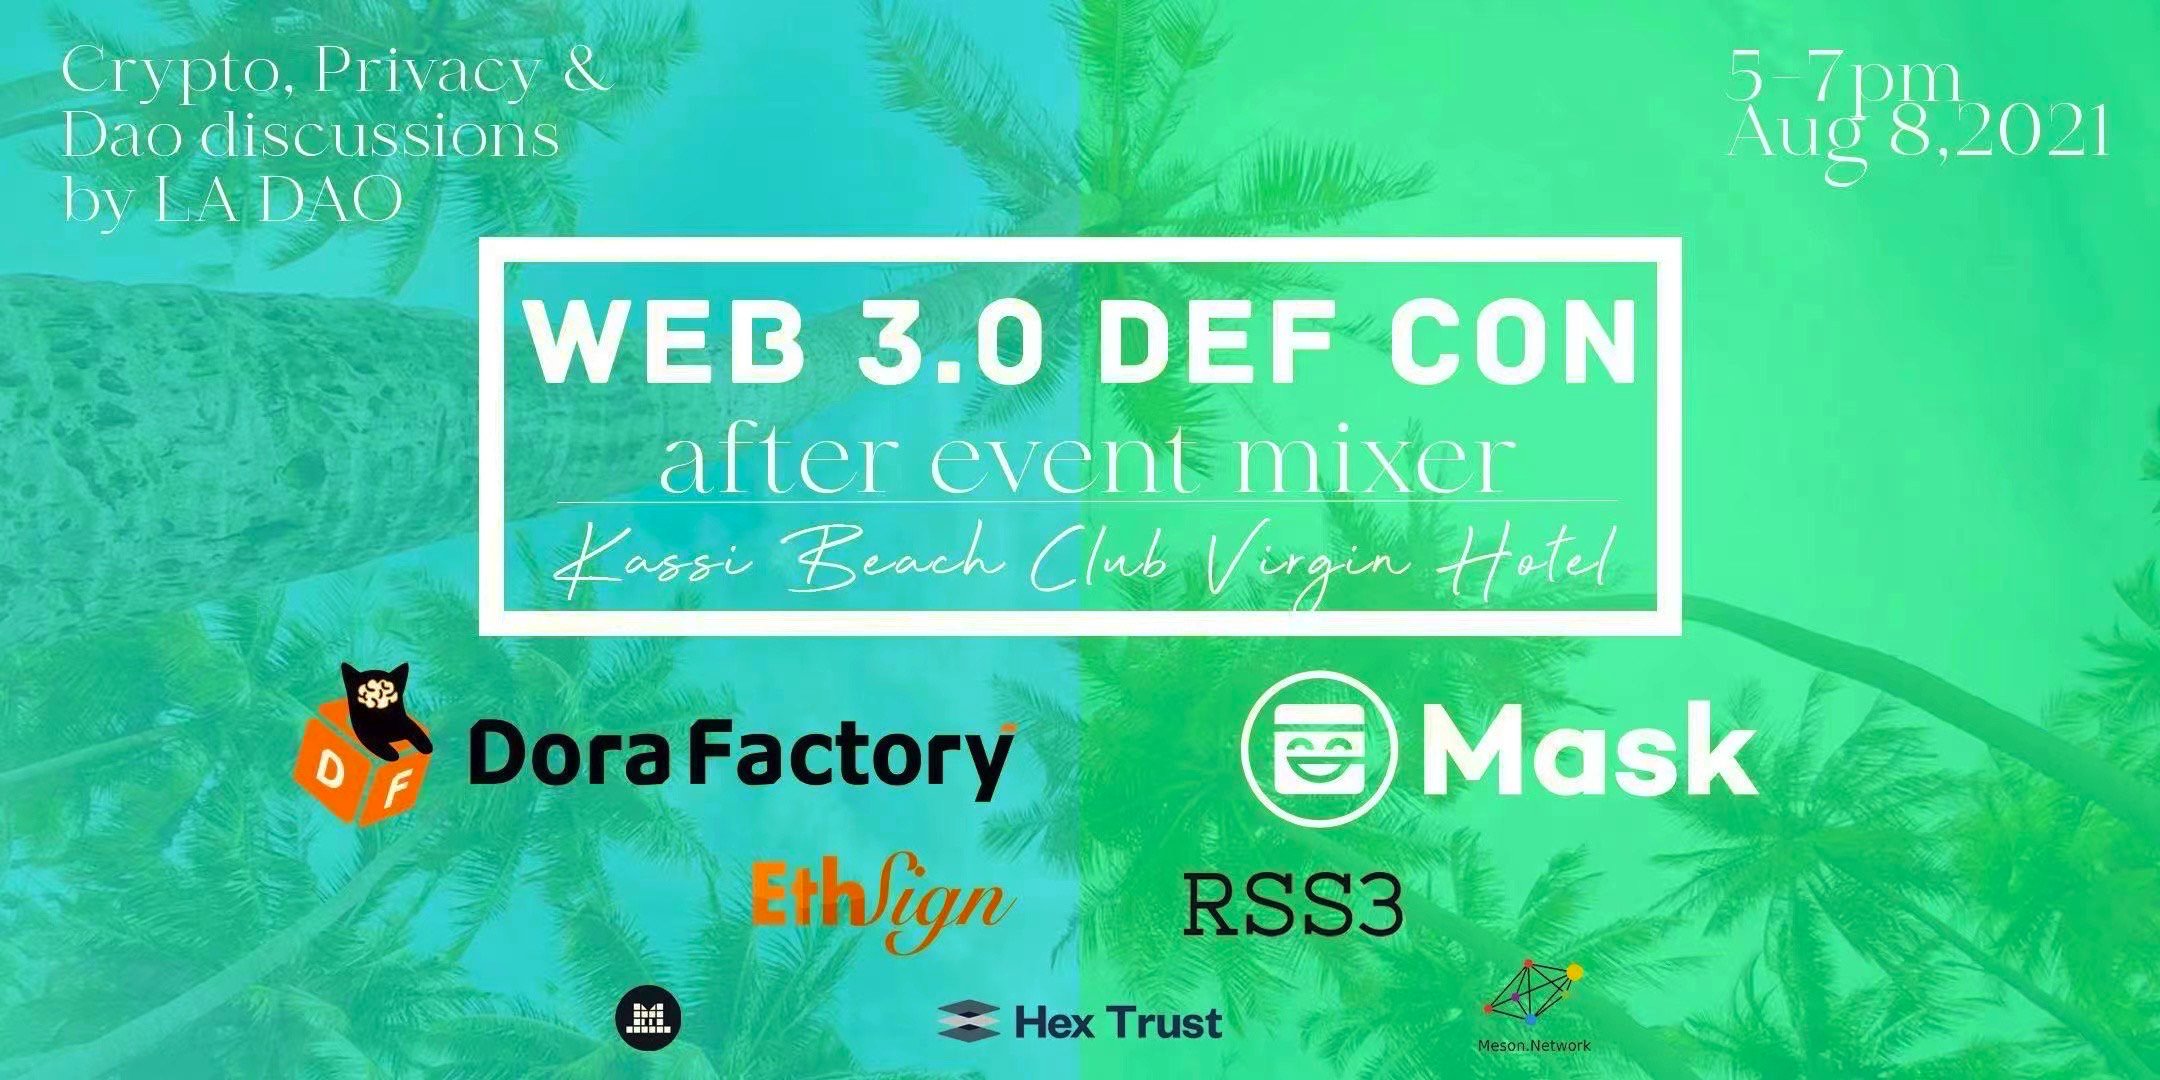 Crypto, Privacy &
Dao discussions
by LA DAO
5-7pm
Aug 8,2021
WEB 3.0 DEF CON
after event mixer
Kassi Beach Club Virgin Hotel
D F
Dora Factory
Mask
EthSign
RSS3
Hex Trust
Meson.Network